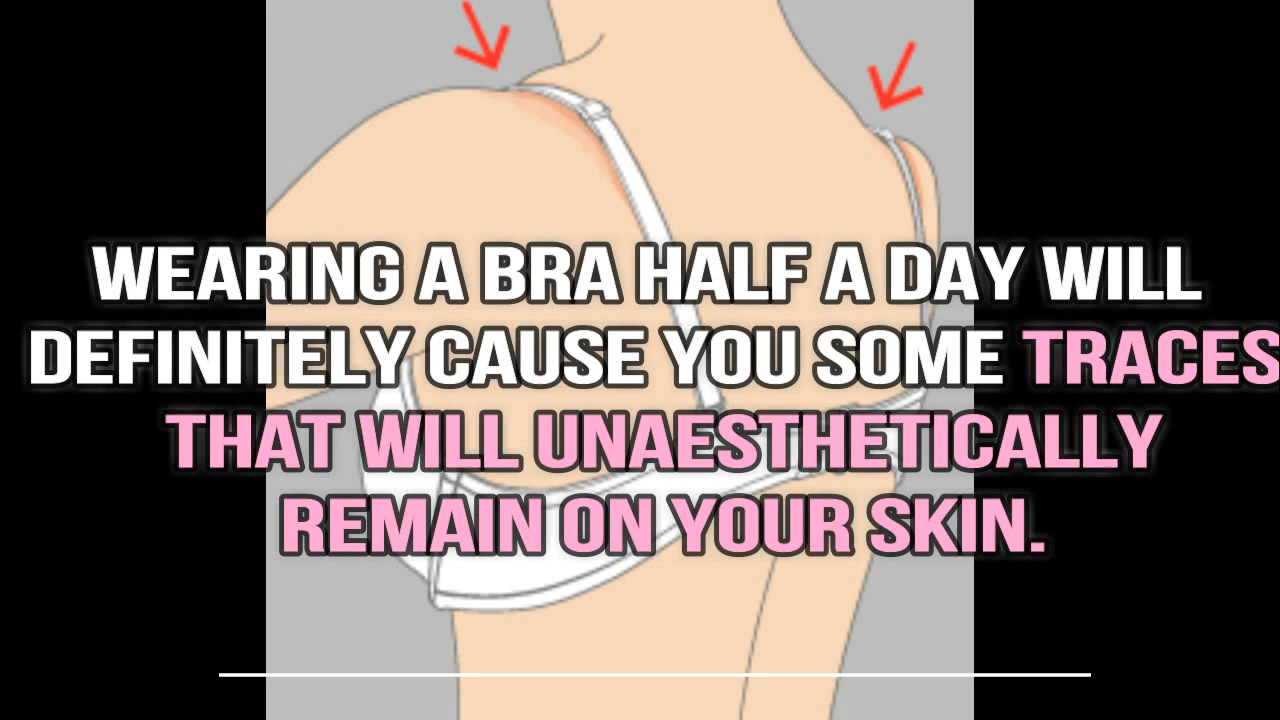 WEARING A BRA HALF A DAY WILL
DEFINITELY CAUSE YOU SOME TRACES
THAT WILL UNAESTHETICALLY
REMAIN ON YOUR SKIN.